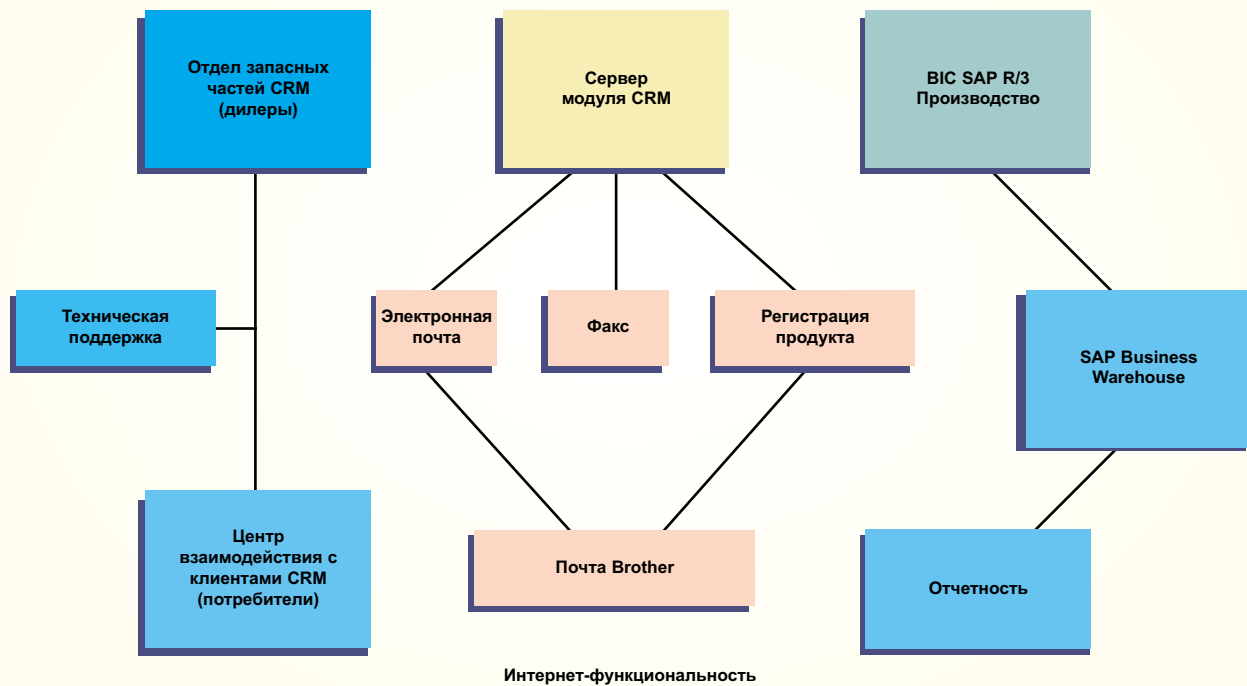 Отдел запасных
частей CRM
(дилеры)
Сервер
модуля CRM
BIC SAP R/3
Производство
Техническая
поддержка
Электронная
почта
Факс
Регистрация
продукта
SAP Business
Warehouse
Центр
взаимодействия с
клиентами CRM
(потребители)
Почта Brother
Отчетность
Интернет-функциональность